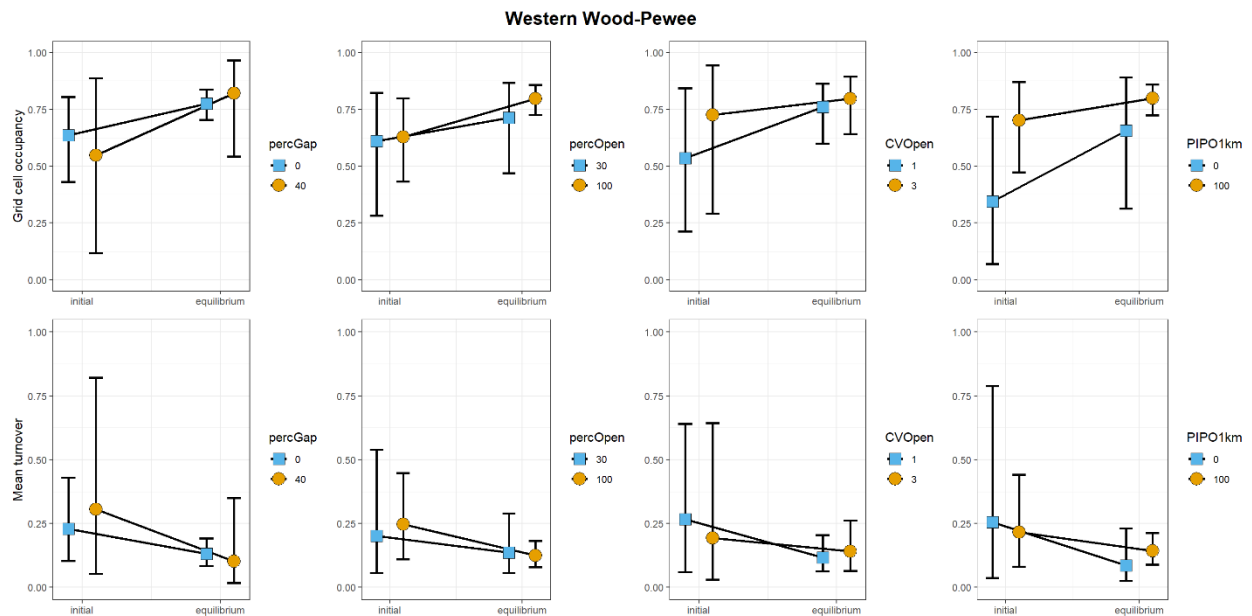 Western Wood-Pewee
Grid cell occupancy
1.00
0.75
0.50
0.25
0.00
initial
equilibrium
percGap
0
40
1.00
0.75
0.50
0.25
0.00
initial
equilibrium
percOpen
30
100
1.00
0.75
0.50
0.25
0.00
initial
equilibrium
CVOpen
1
3
1.00
0.75
0.50
0.25
0.00
initial
equilibrium
PIPO1km
0
100
Mean turnover
1.00
0.75
0.50
0.25
0.00
initial
equilibrium
percGap
0
40
1.00
0.75
0.50
0.25
0.00
initial
equilibrium
percOpen
30
100
1.00
0.75
0.50
0.25
0.00
initial
equilibrium
CVOpen
1
3
1.00
0.75
0.50
0.25
0.00
initial
equilibrium
PIPO1km
0
100